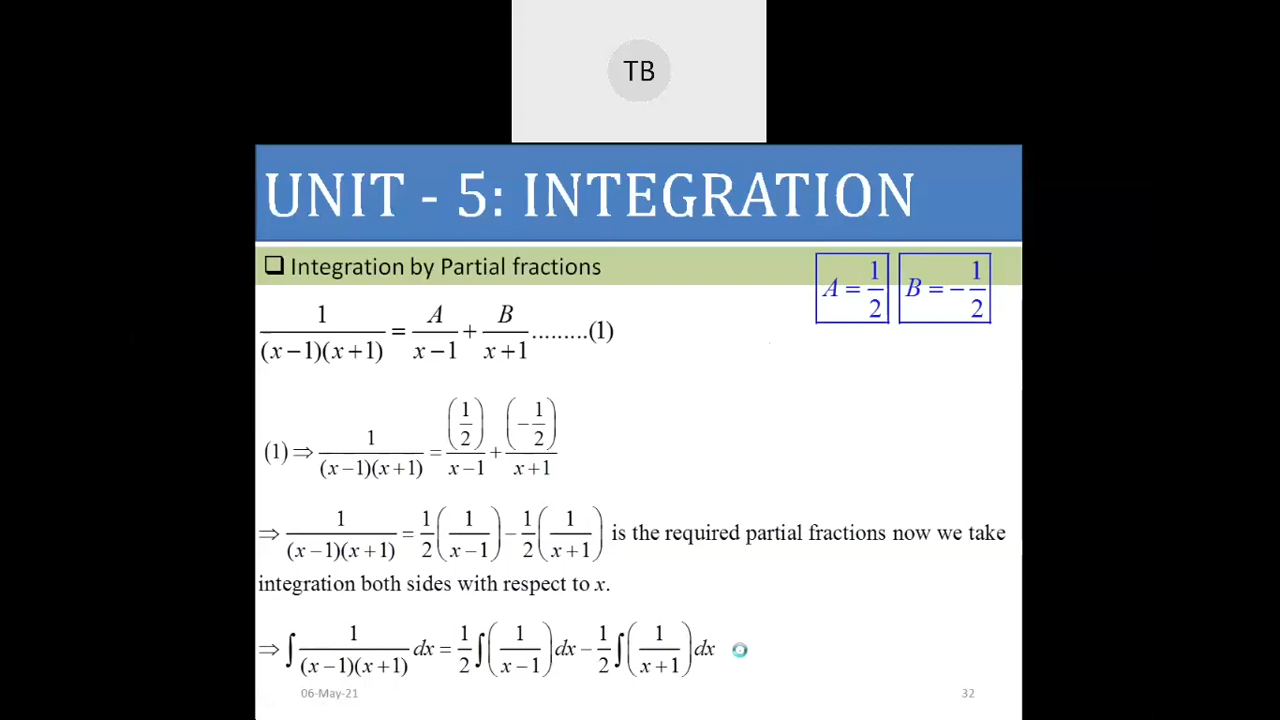 TB
UNIT - 5: INTEGRATION
❑ Integration by Partial fractions
A = 1/2 B = −1/2
1/((x−1)(x+1)) = A/(x−1) + B/(x+1) .........(1)
(1) ⇒ 1/((x−1)(x+1)) = (1/2)/(x−1) + (−1/2)/(x+1)
⇒ 1/((x−1)(x+1)) = 1/2 (1/(x−1)) − 1/2 (1/(x+1)) is the required partial fractions now we take
integration both sides with respect to x.
⇒ ∫ 1/((x−1)(x+1)) dx = 1/2 ∫ (1/(x−1)) dx − 1/2 ∫ (1/(x+1)) dx
06-May-21 32